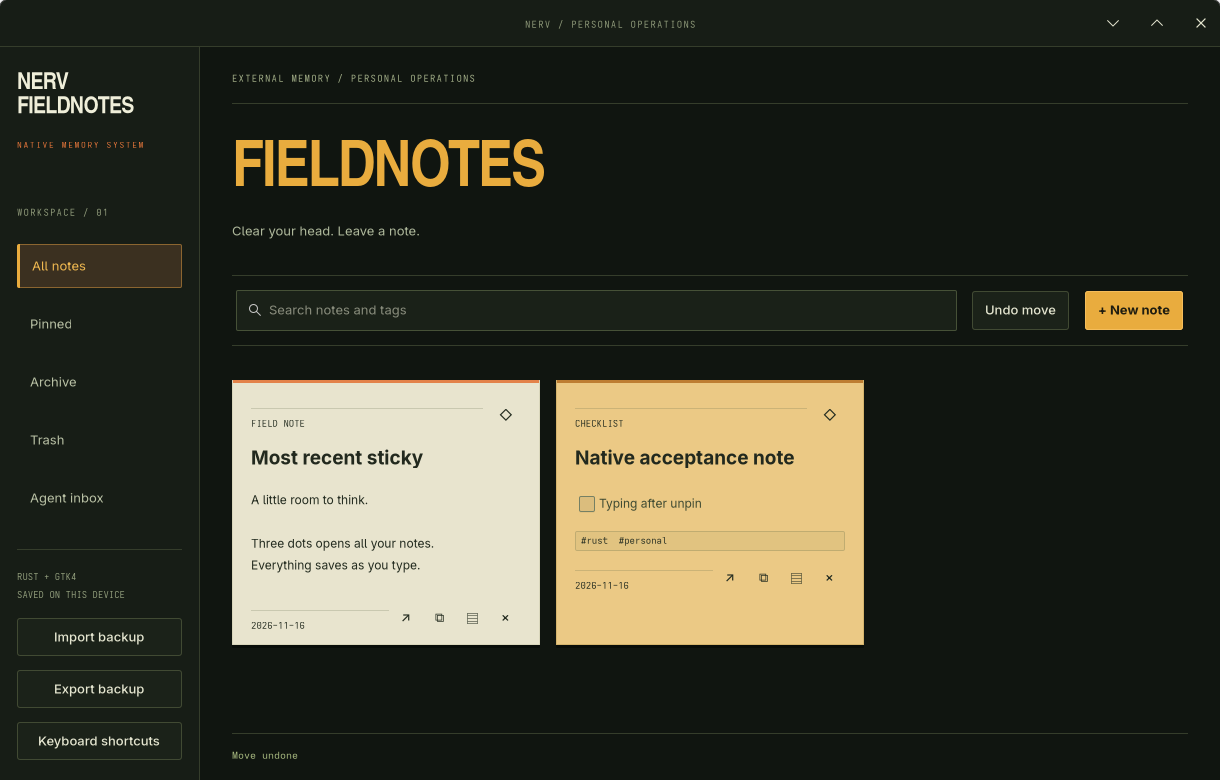 NERV / PERSONAL OPERATIONS
NERV
FIELDNOTES
NATIVE MEMORY SYSTEM
WORKSPACE / 01
All notes
Pinned
Archive
Trash
Agent inbox
RUST + GTK4
SAVED ON THIS DEVICE
Import backup
Export backup
Keyboard shortcuts
EXTERNAL MEMORY / PERSONAL OPERATIONS
FIELDNOTES
Clear your head. Leave a note.
Search notes and tags
Undo move
+ New note
FIELD NOTE
Most recent sticky
A little room to think.
Three dots opens all your notes.
Everything saves as you type.
2026-11-16
CHECKLIST
Native acceptance note
Typing after unpin
#rust #personal
2026-11-16
Move undone